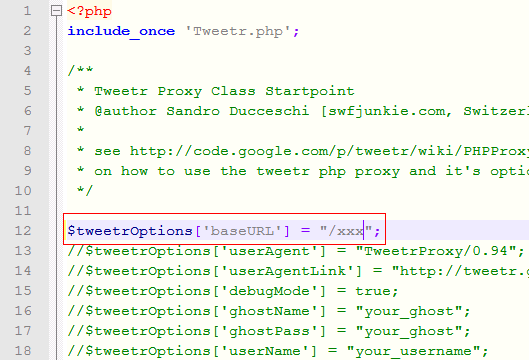 1 <?php
2 include_once 'Tweetr.php';
3
4 /**
5 * Tweetr Proxy Class Startpoint
6 * @author Sandro Ducceschi [swfjunkie.com,
7 *
8 * see http://code.google.com/p/tweetr/wiki/
9 * on how to use the tweetr php proxy and it's
10 */
11
12 $tweetrOptions['baseURL'] = "/xxx";
13 //$tweetrOptions['userAgent'] = "TweetrProxy/0.94";
14 //$tweetrOptions['userAgentLink'] = "http://tweetr.
15 //$tweetrOptions['debugMode'] = true;
16 //$tweetrOptions['ghostName'] = "your_ghost";
17 //$tweetrOptions['ghostPass'] = "your_ghost";
18 //$tweetrOptions['userName'] = "your_username";